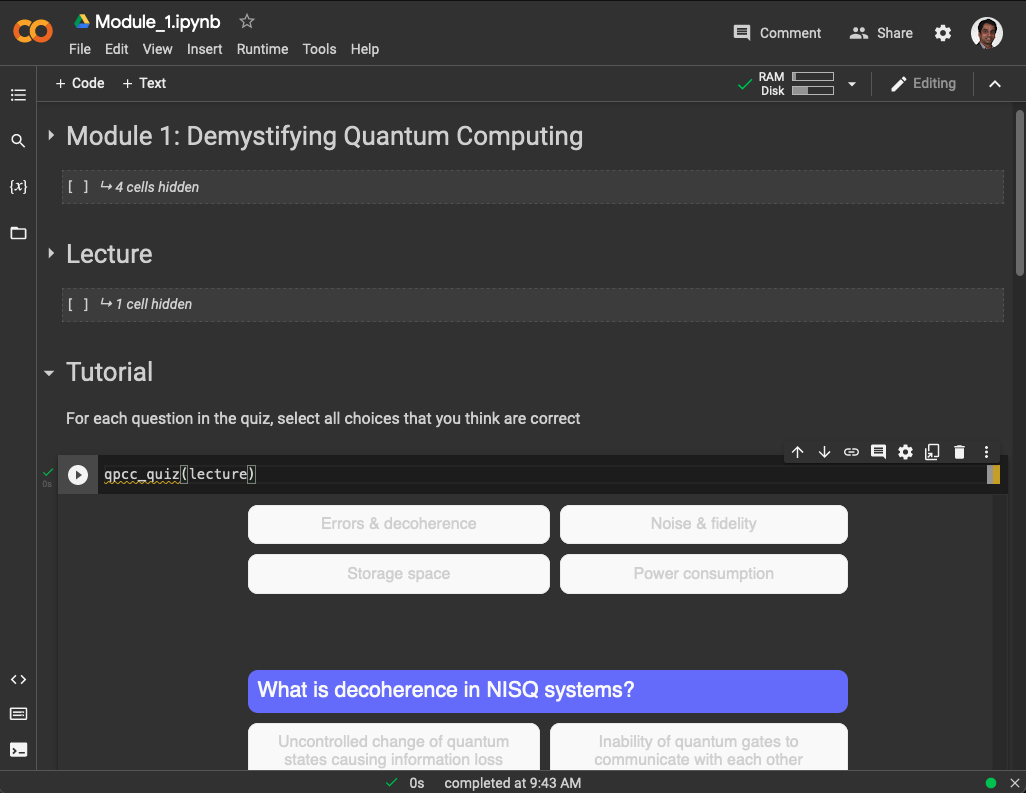 Module_1.ipynb
File Edit View Insert Runtime Tools Help
Comment
Share
+ Code + Text
RAM
Disk
Editing
Module 1: Demystifying Quantum Computing
[ ] ↳ 4 cells hidden
Lecture
[ ] ↳ 1 cell hidden
Tutorial
For each question in the quiz, select all choices that you think are correct
{x}
0s
qpcc_quiz(lecture)
Errors & decoherence
Noise & fidelity
Storage space
Power consumption
What is decoherence in NISQ systems?
Uncontrolled change of quantum
states causing information loss
Inability of quantum gates to
communicate with each other
0s completed at 9:43 AM